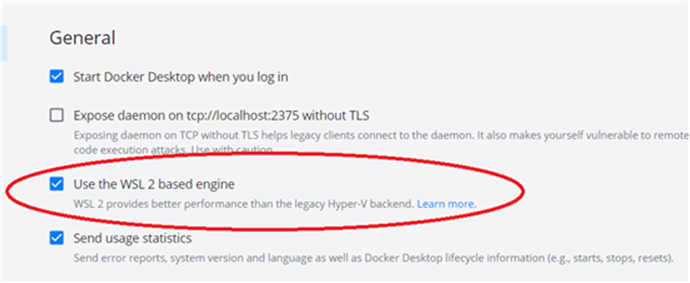 General
Start Docker Desktop when you log in
Expose daemon on tcp://localhost:2375 without TLS
Exposing daemon on TCP without TLS helps legacy clients connect to the daemon. It also makes yourself vulnerable to remote
code execution attacks. Use with caution.
Use the WSL 2 based engine
WSL 2 provides better performance than the legacy Hyper-V backend. Learn more.
Send usage statistics
Send error reports, system version and language as well as Docker Desktop lifecycle information (e.g., starts, stops, resets).